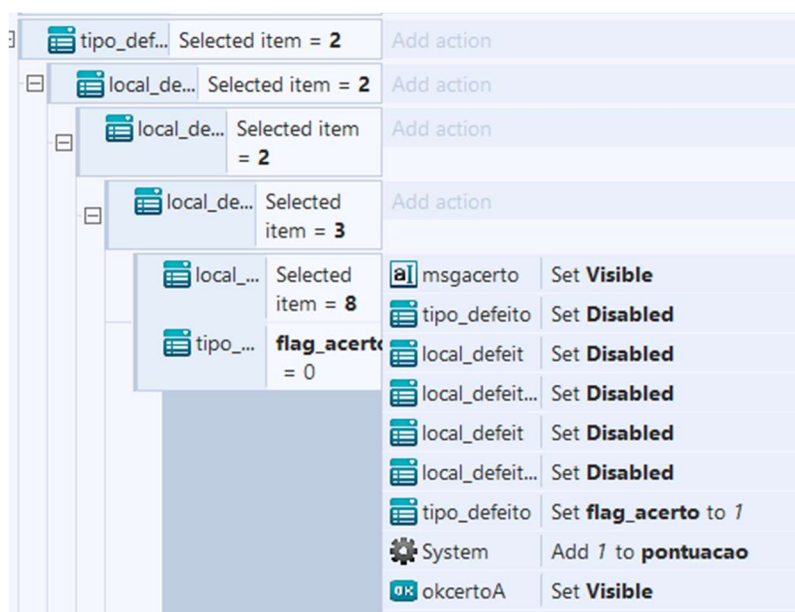 tipo_def... Selected item = 2 Add action
local_de... Selected item = 2 Add action
local_de... Selected item Add action
= 2
local_de... Selected Add action
item = 3
local_... Selected msgacerto Set Visible
item = 8
tipo_defeito Set Disabled
tipo_... flag_acerto local_defeit Set Disabled
= 0
local_defeit... Set Disabled
local_defeit Set Disabled
local_defeit... Set Disabled
tipo_defeito Set flag_acerto to 1
System Add 1 to pontuacao
OK okcertoA Set Visible